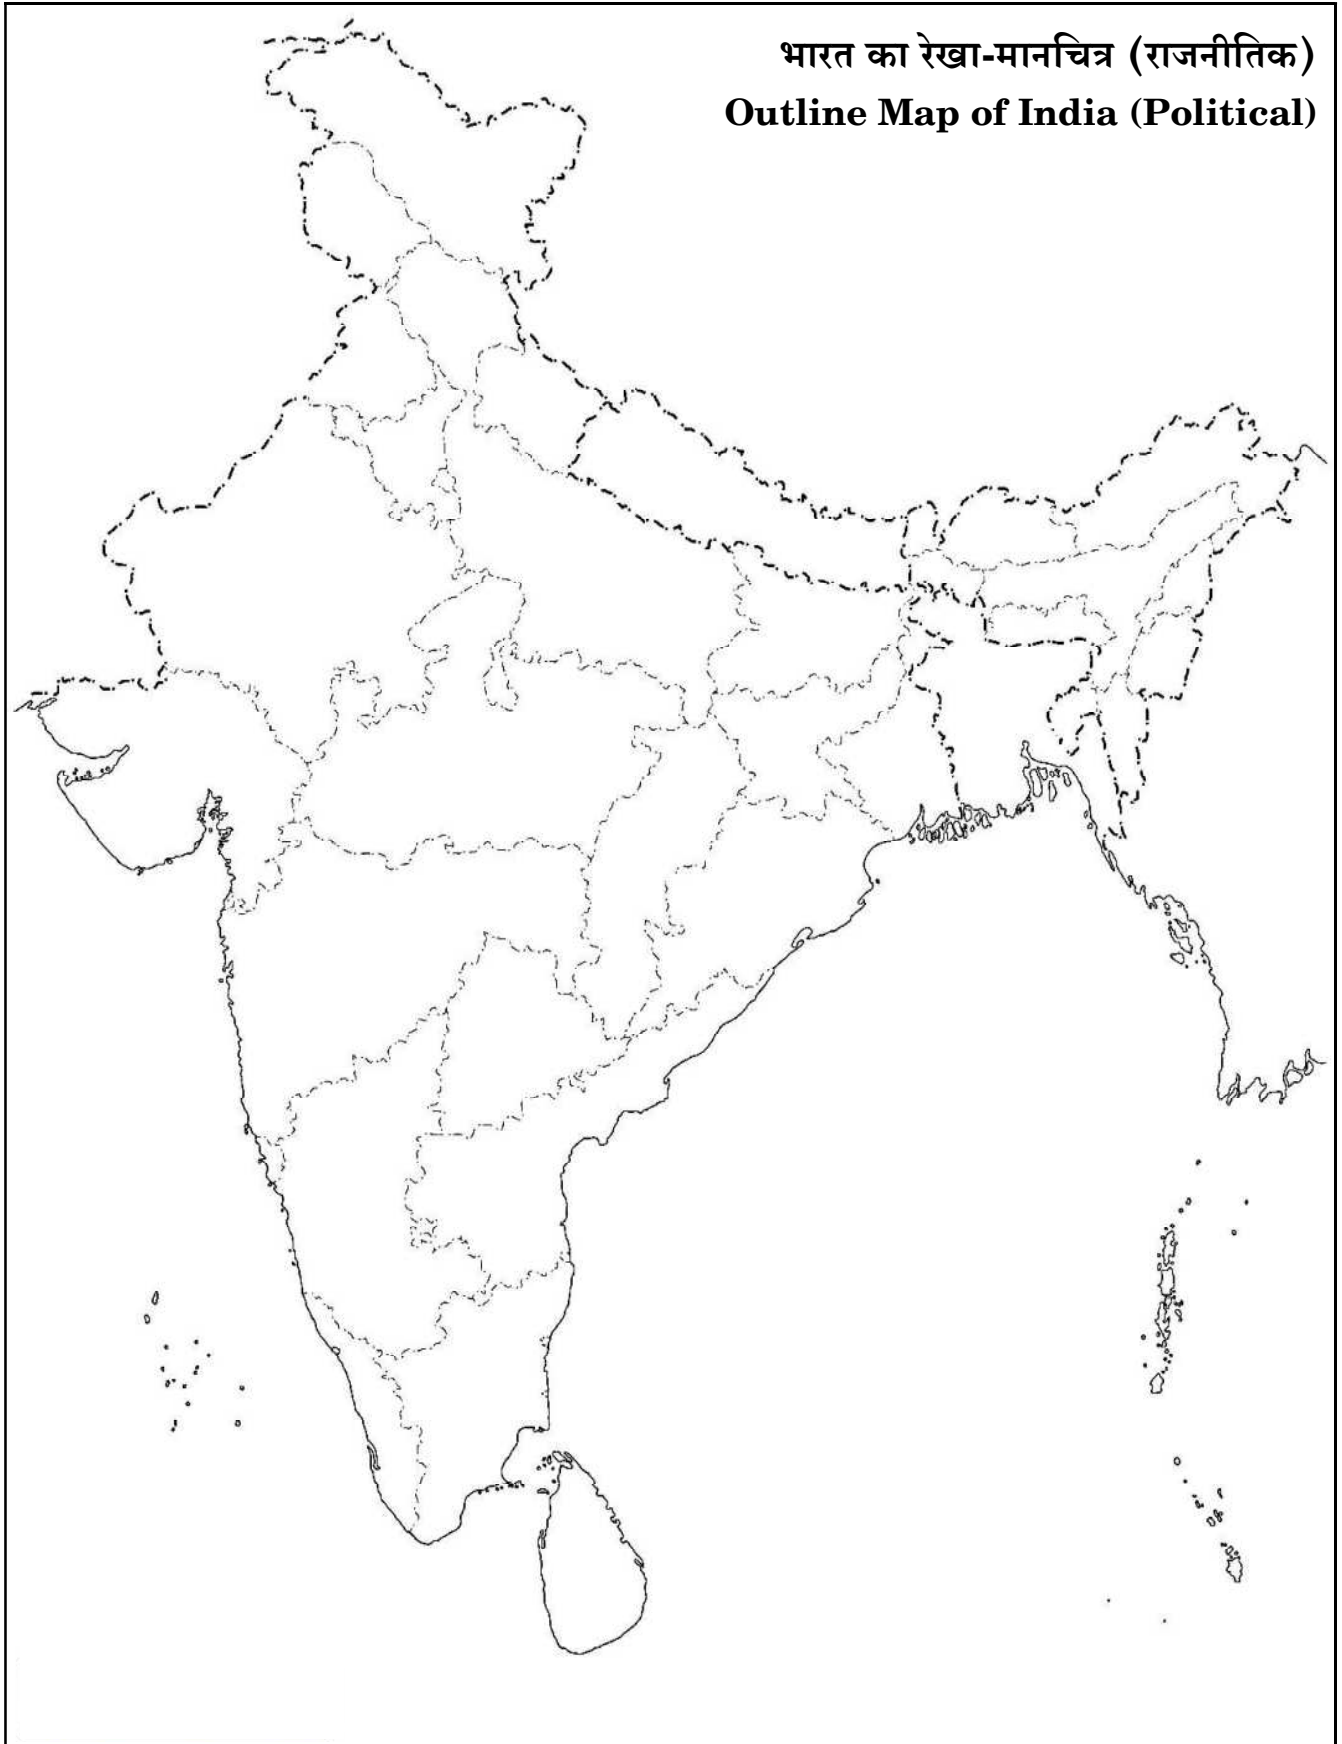 भारत का रेखा-मानचित्र (राजनीतिक)
Outline Map of India (Political)